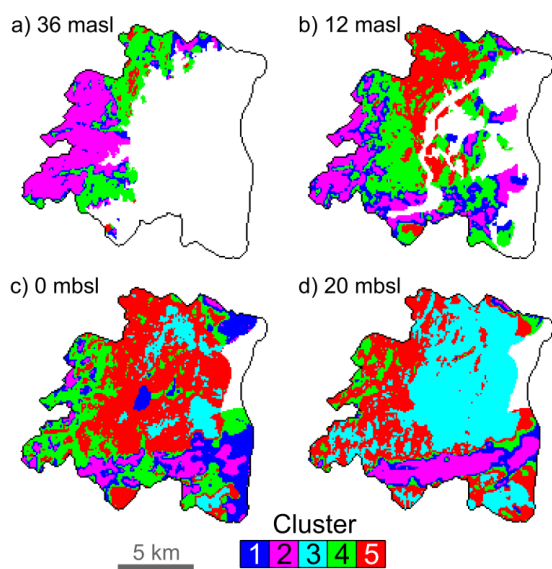 a) 36 masl
b) 12 masl
c) 0 mbsl
d) 20 mbsl
Cluster
5 km
1 2 3 4 5